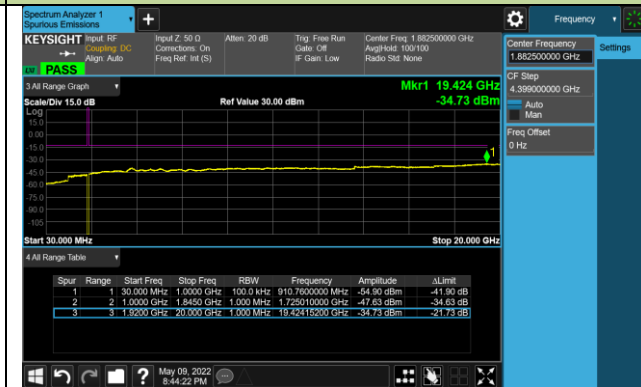 Spectrum Analyzer 1
Spurious Emissions
Frequency
KEYSIGHT
Input: RF
Coupling: DC
Align: Auto
Input Z: 50 Ω
Corrections: On
Freq Ref: Int (S)
Atten: 20 dB
Trig: Free Run
Gate: Off
IF Gain: Low
Center Freq: 1.882500000 GHz
Avg|Hold: 100/100
Radio Std: None
PASS
Center Frequency
1.882500000 GHz
Settings
CF Step
4.399000000 GHz
Auto
Man
Freq Offset
0 Hz
3 All Range Graph
Mkr1 19.424 GHz
Scale/Div 15.0 dB
Ref Value 30.00 dBm
-34.73 dBm
Log
15.0
0.00
-15.0
-30.0
-45.0
-60.0
-75.0
-90.0
-105
1
Start 30.000 MHz
Stop 20.000 GHz
4 All Range Table
Spur Range Start Freq Stop Freq RBW Frequency Amplitude ΔLimit
1 1 30.000 MHz 1.0000 GHz 100.0 kHz 910.7600000 MHz -54.90 dBm -41.90 dB
2 2 1.0000 GHz 1.8450 GHz 1.000 MHz 1.725010000 GHz -47.63 dBm -34.63 dB
3 3 1.9200 GHz 20.000 GHz 1.000 MHz 19.42415200 GHz -34.73 dBm -21.73 dB
?
May 09, 2022
8:44:22 PM